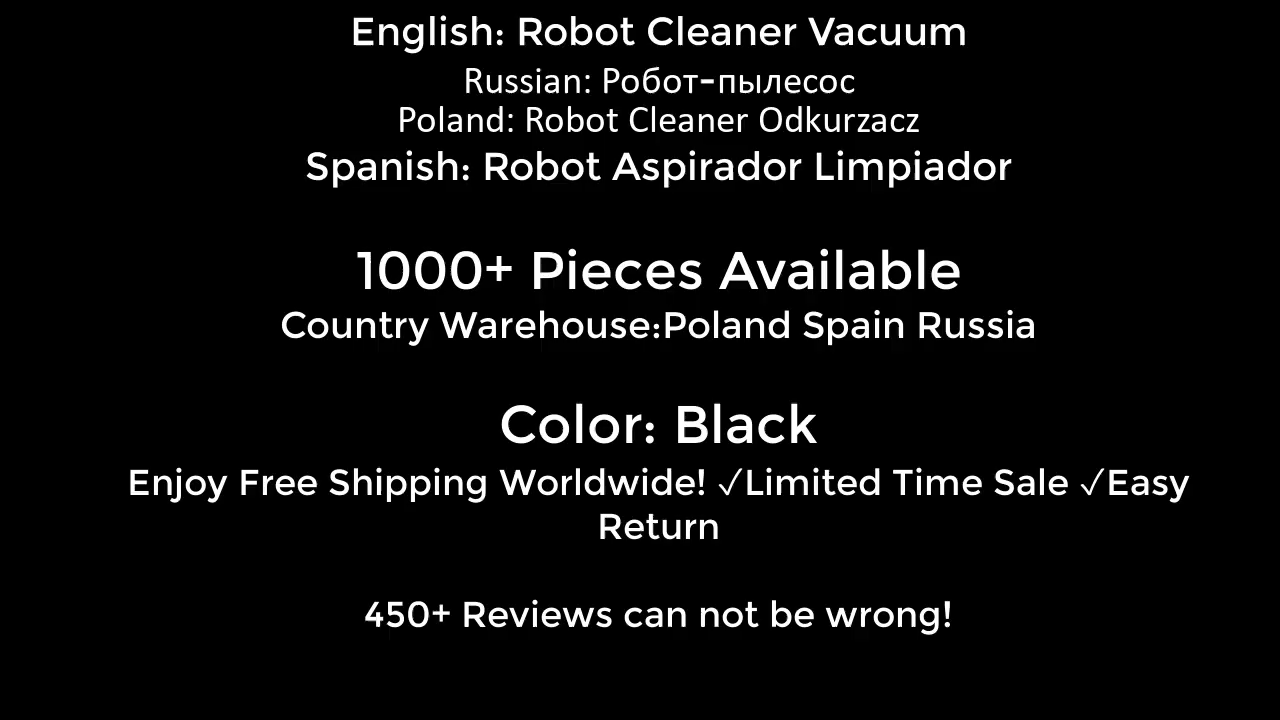 English: Robot Cleaner Vacuum
Russian: Робот-пылесос
Poland: Robot Cleaner Odkurzacz
Spanish: Robot Aspirador Limpiador
1000+ Pieces Available
Country Warehouse:Poland Spain Russia
Color: Black
Enjoy Free Shipping Worldwide! ✓Limited Time Sale ✓Easy
Return
450+ Reviews can not be wrong!